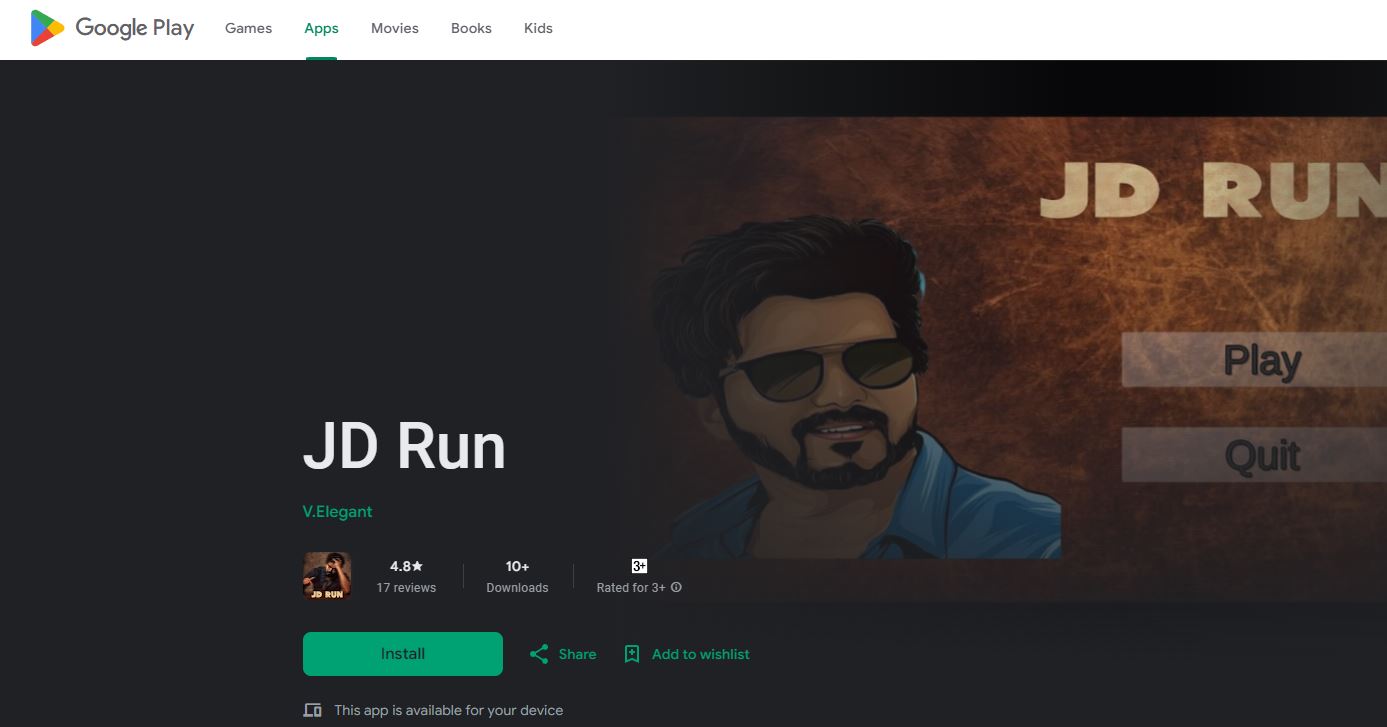 Google Play Games Apps Movies Books Kids
JD RUN
Play
Quit
JD Run
V.Elegant
4.8★ 10+ 3+
17 reviews Downloads Rated for 3+
JD RUN
Install Share Add to wishlist
This app is available for your device